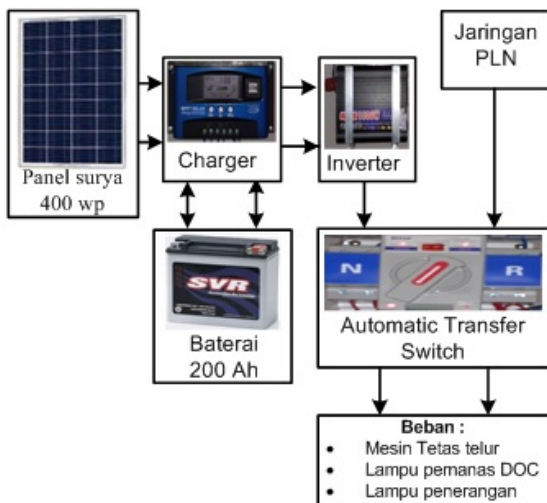 Jaringan
PLN
Panel surya
400 wp
Charger
Inverter
SVR
Baterai
200 Ah
N
R
Automatic Transfer
Switch
Beban :
• Mesin Tetas telur
• Lampu pemanas DOC
• Lampu penerangan